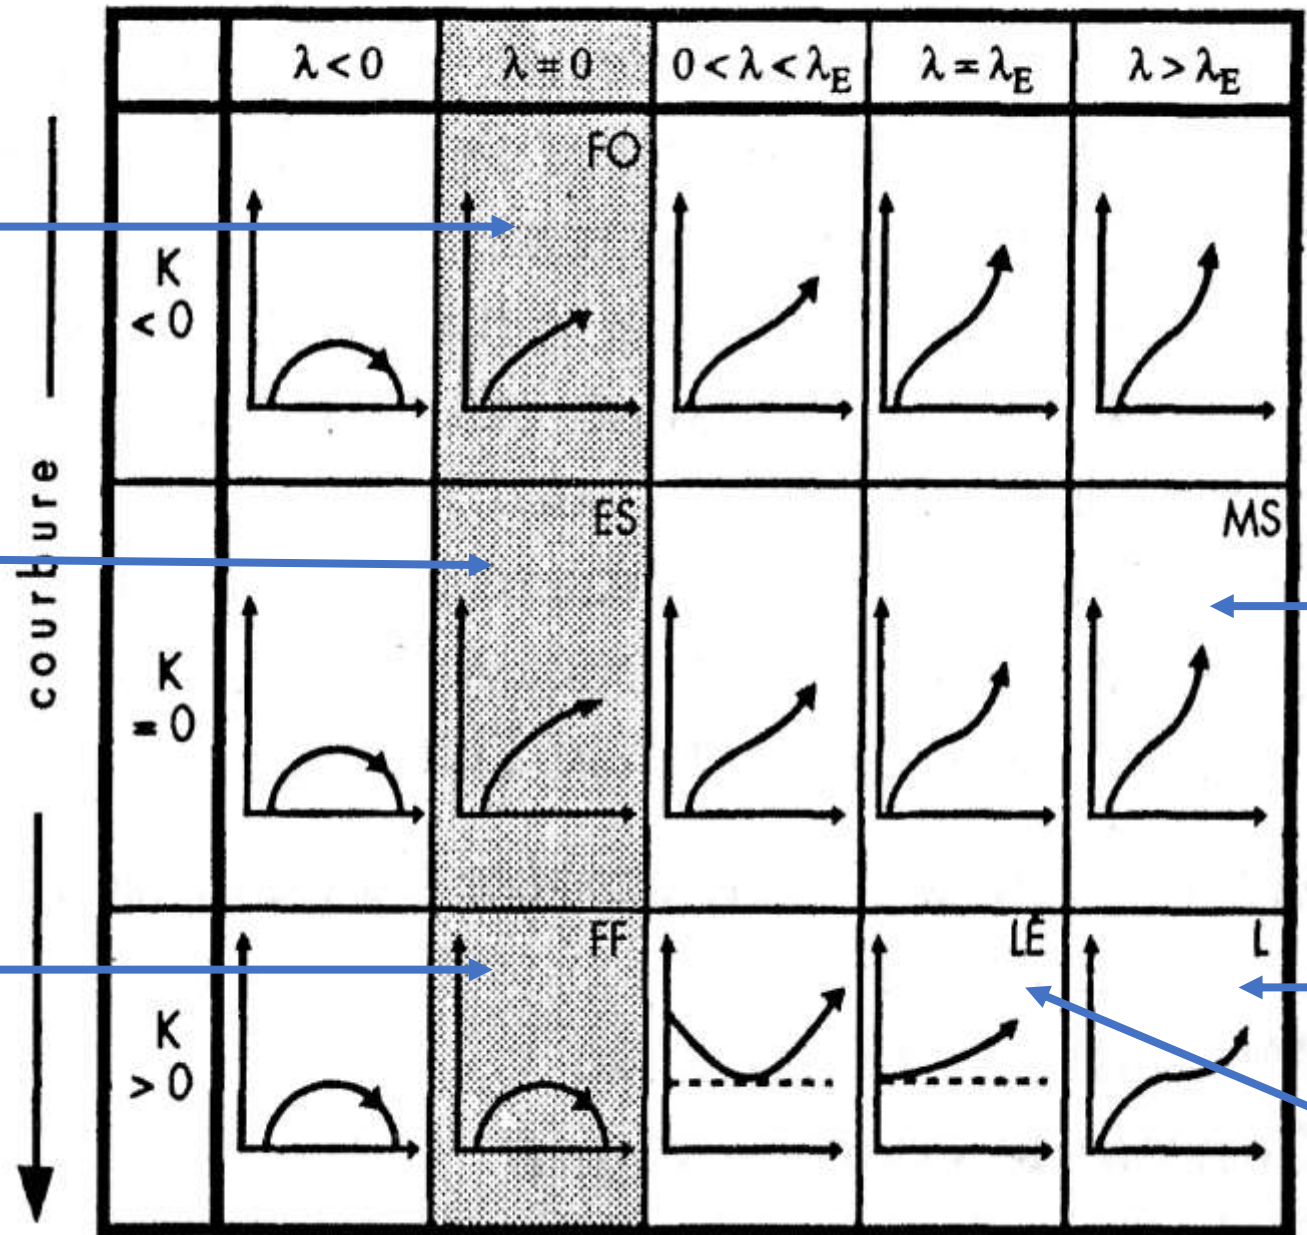 λ < 0 λ = 0 0 < λ < λE λ = λE λ > λE
courbure
K
< 0
FO
K
= 0
ES MS
K
> 0
FF LE L